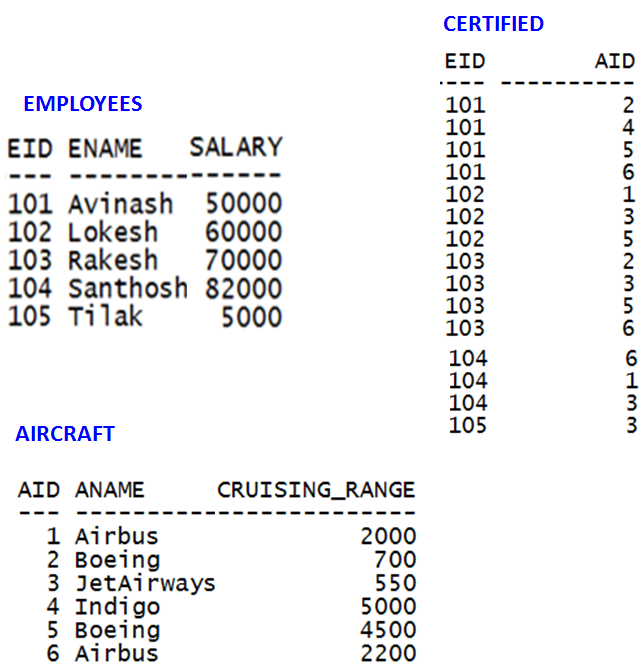 CERTIFIED
EID AID
---- -----------
101 2
101 4
101 5
101 6
102 1
102 3
102 5
103 2
103 3
103 5
103 6
104 6
104 1
104 3
105 3
EMPLOYEES
EID ENAME SALARY
--- --------------
101 Avinash 50000
102 Lokesh 60000
103 Rakesh 70000
104 Santhosh 82000
105 Tilak 5000
AIRCRAFT
AID ANAME CRUISING_RANGE
--- ------------------------
1 Airbus 2000
2 Boeing 700
3 JetAirways 550
4 Indigo 5000
5 Boeing 4500
6 Airbus 2200